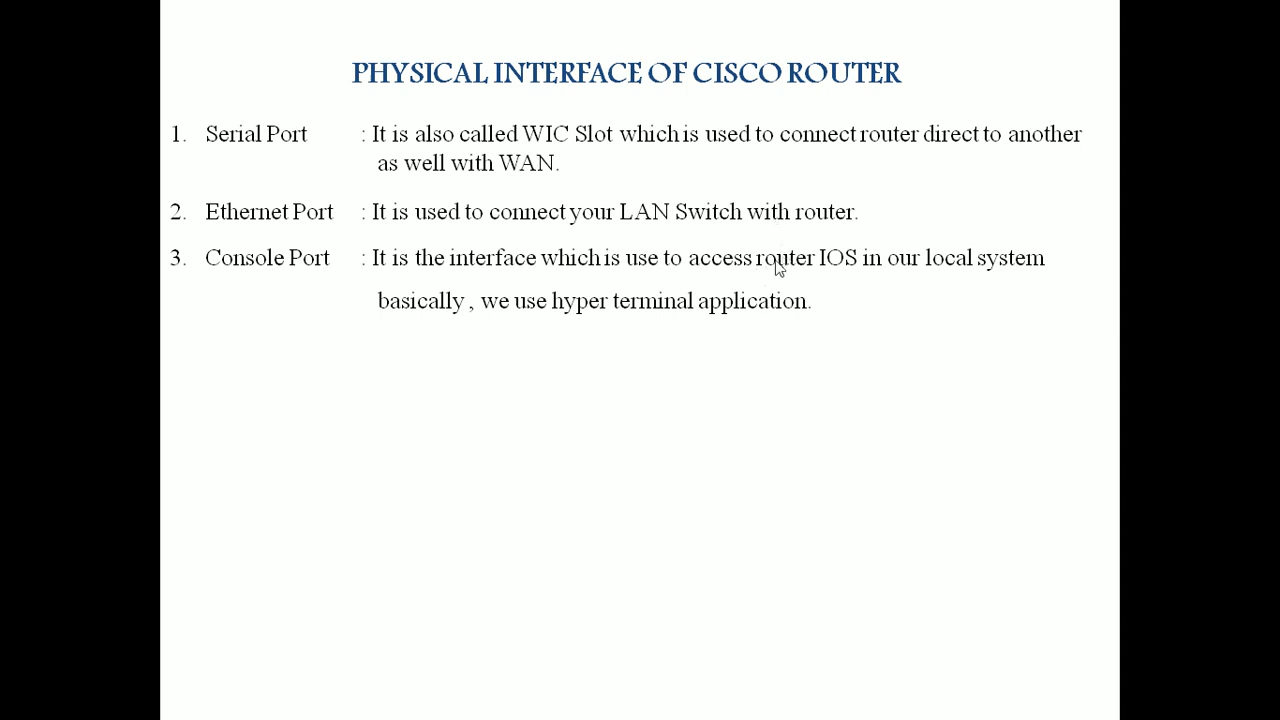 PHYSICAL INTERFACE OF CISCO ROUTER
1. Serial Port : It is also called WIC Slot which is used to connect router direct to another
as well with WAN.
2. Ethernet Port : It is used to connect your LAN Switch with router.
3. Console Port : It is the interface which is use to access router IOS in our local system
basically , we use hyper terminal application.